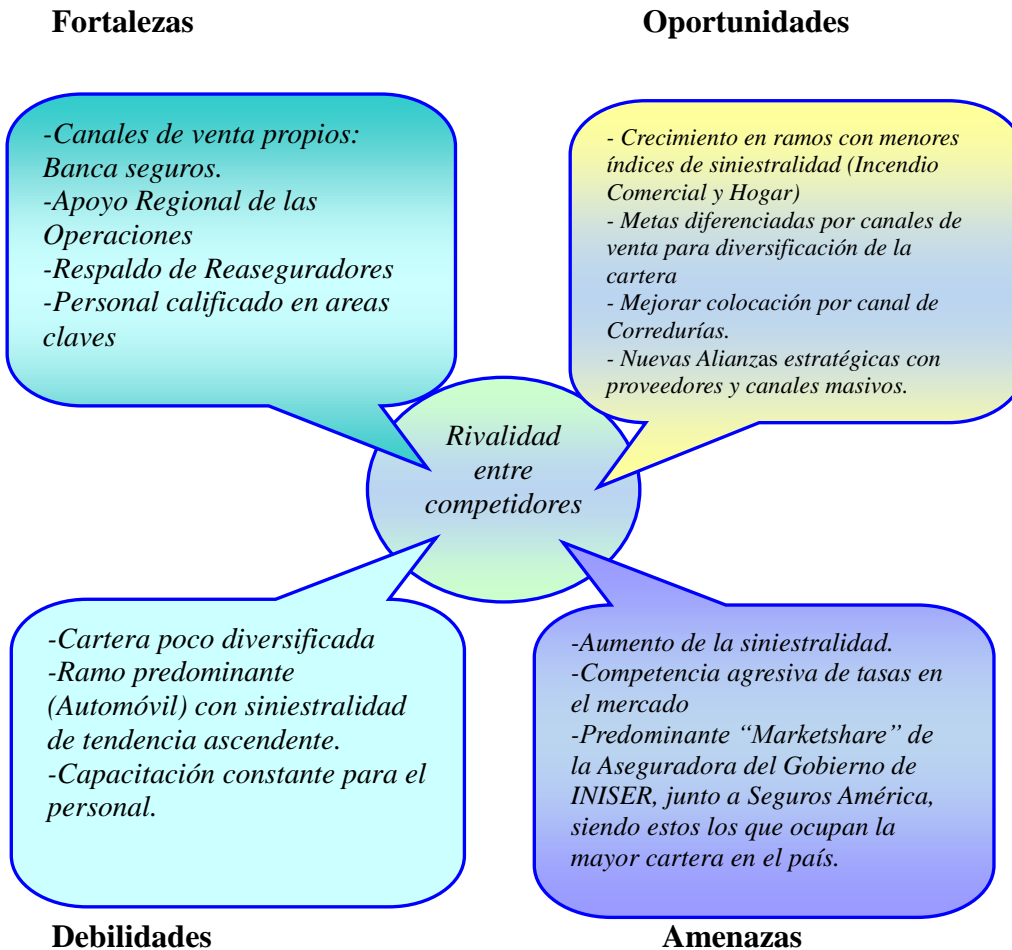 Fortalezas
-Canales de venta propios:
Banca seguros.
-Apoyo Regional de las
Operaciones
-Respaldo de Reaseguradores
-Personal calificado en areas
claves
Oportunidades
- Crecimiento en ramos con menores
índices de siniestralidad (Incendio
Comercial y Hogar)
- Metas diferenciadas por canales de
venta para diversificación de la
cartera
- Mejorar colocación por canal de
Corredurías.
- Nuevas Alianzas estratégicas con
proveedores y canales masivos.
Rivalidad
entre
competidores
-Cartera poco diversificada
-Ramo predominante
(Automóvil) con siniestralidad
de tendencia ascendente.
-Capacitación constante para el
personal.
Debilidades
-Aumento de la siniestralidad.
-Competencia agresiva de tasas en
el mercado
-Predominante “Marketshare” de
la Aseguradora del Gobierno de
INISER, junto a Seguros América,
siendo estos los que ocupan la
mayor cartera en el país.
Amenazas